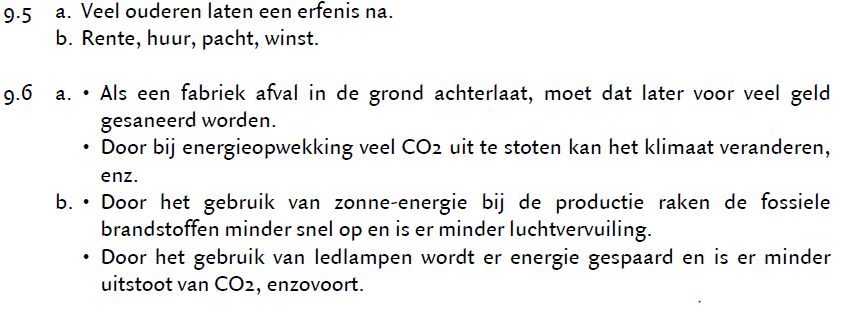 9.5 a. Veel ouderen laten een erfenis na.
b. Rente, huur, pacht, winst.
9.6 a. • Als een fabriek afval in de grond achterlaat, moet dat later voor veel geld
gesaneerd worden.
• Door bij energieopwekking veel CO2 uit te stoten kan het klimaat veranderen,
enz.
b. • Door het gebruik van zonne-energie bij de productie raken de fossiele
brandstoffen minder snel op en is er minder luchtvervuiling.
• Door het gebruik van ledlampen wordt er energie gespaard en is er minder
uitstoot van CO2, enzovoort.